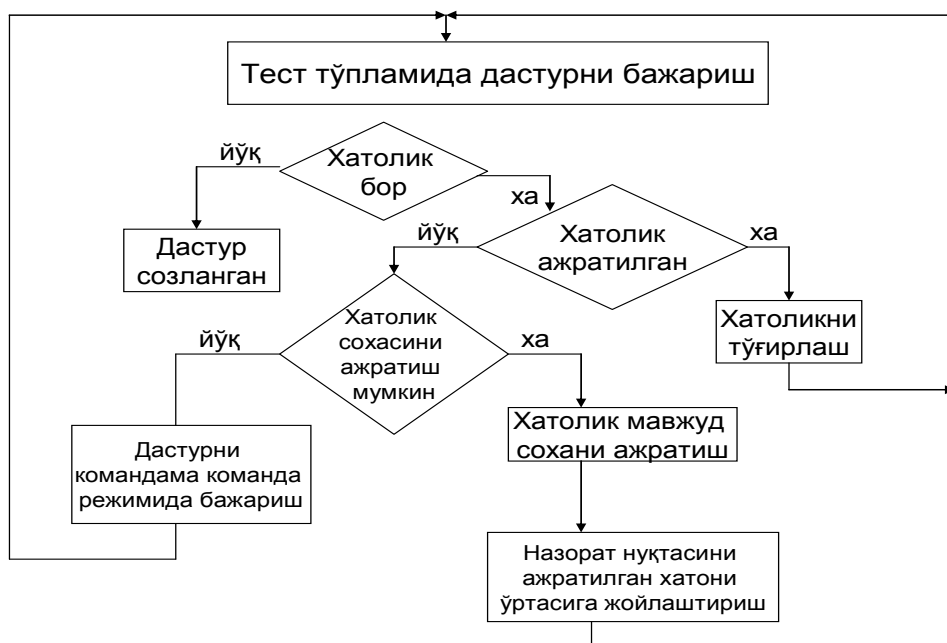 Тест тўпламида дастурни бажариш
йўқ
Хатолик
бор
ха
Дастур
созланган
йўқ
Хатолик
ажратилган
ха
Хатоликни
тўғирлаш
йўқ
Хатолик
сохасини
ажратиш
мумкин
ха
Дастурни
командама команда
режимида бажариш
Хатолик мавжуд
сохани ажратиш
Назорат нуқтасини
ажратилган хатони
ўртасига жойлаштириш